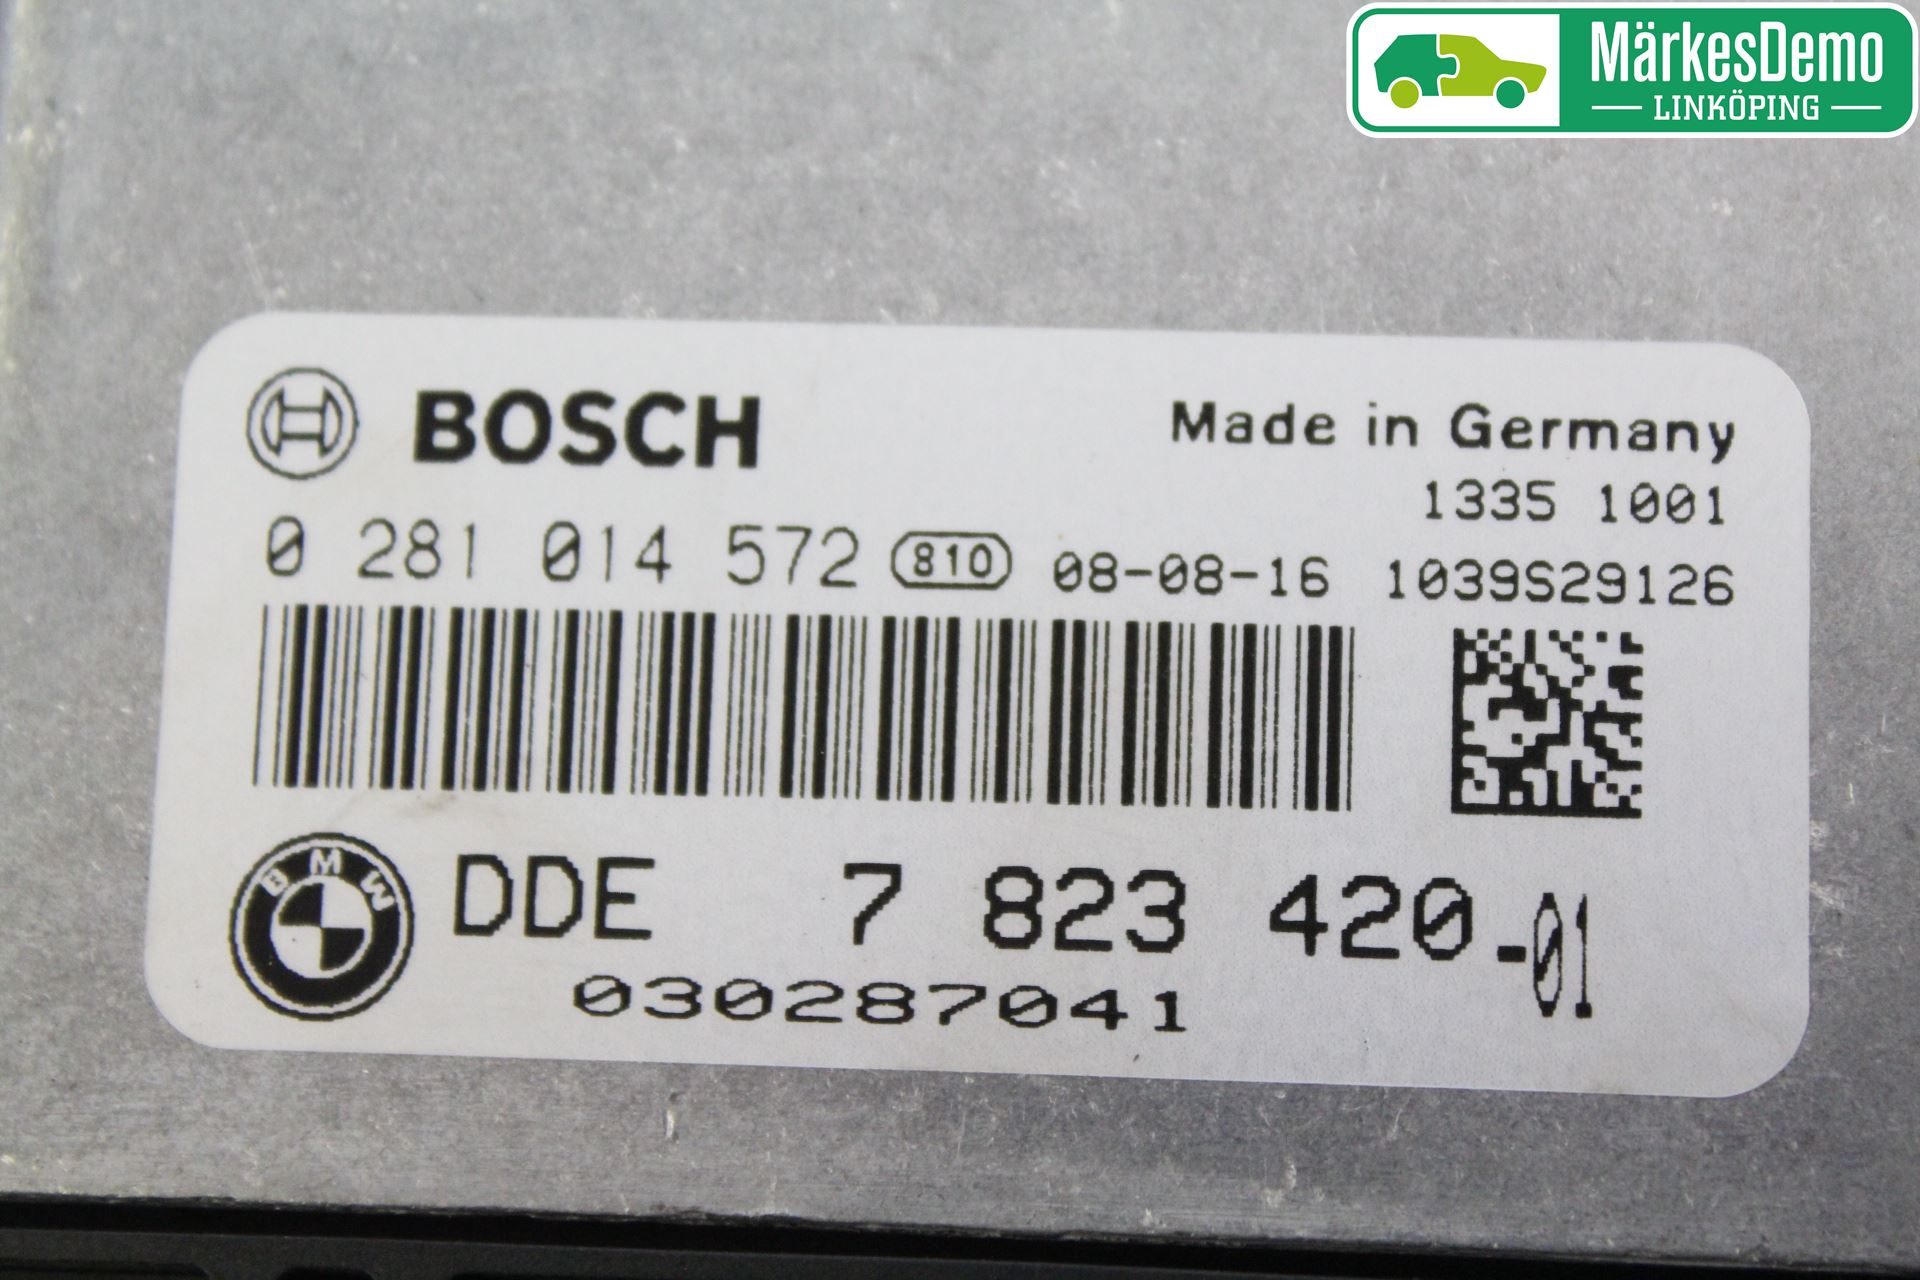 MärkesDemo
LINKÖPING
BOSCH
Made in Germany
1335 1001
0 281 014 572 810 08-08-16 1039S29126
BMW
DDE 7 823 420-01
030287041